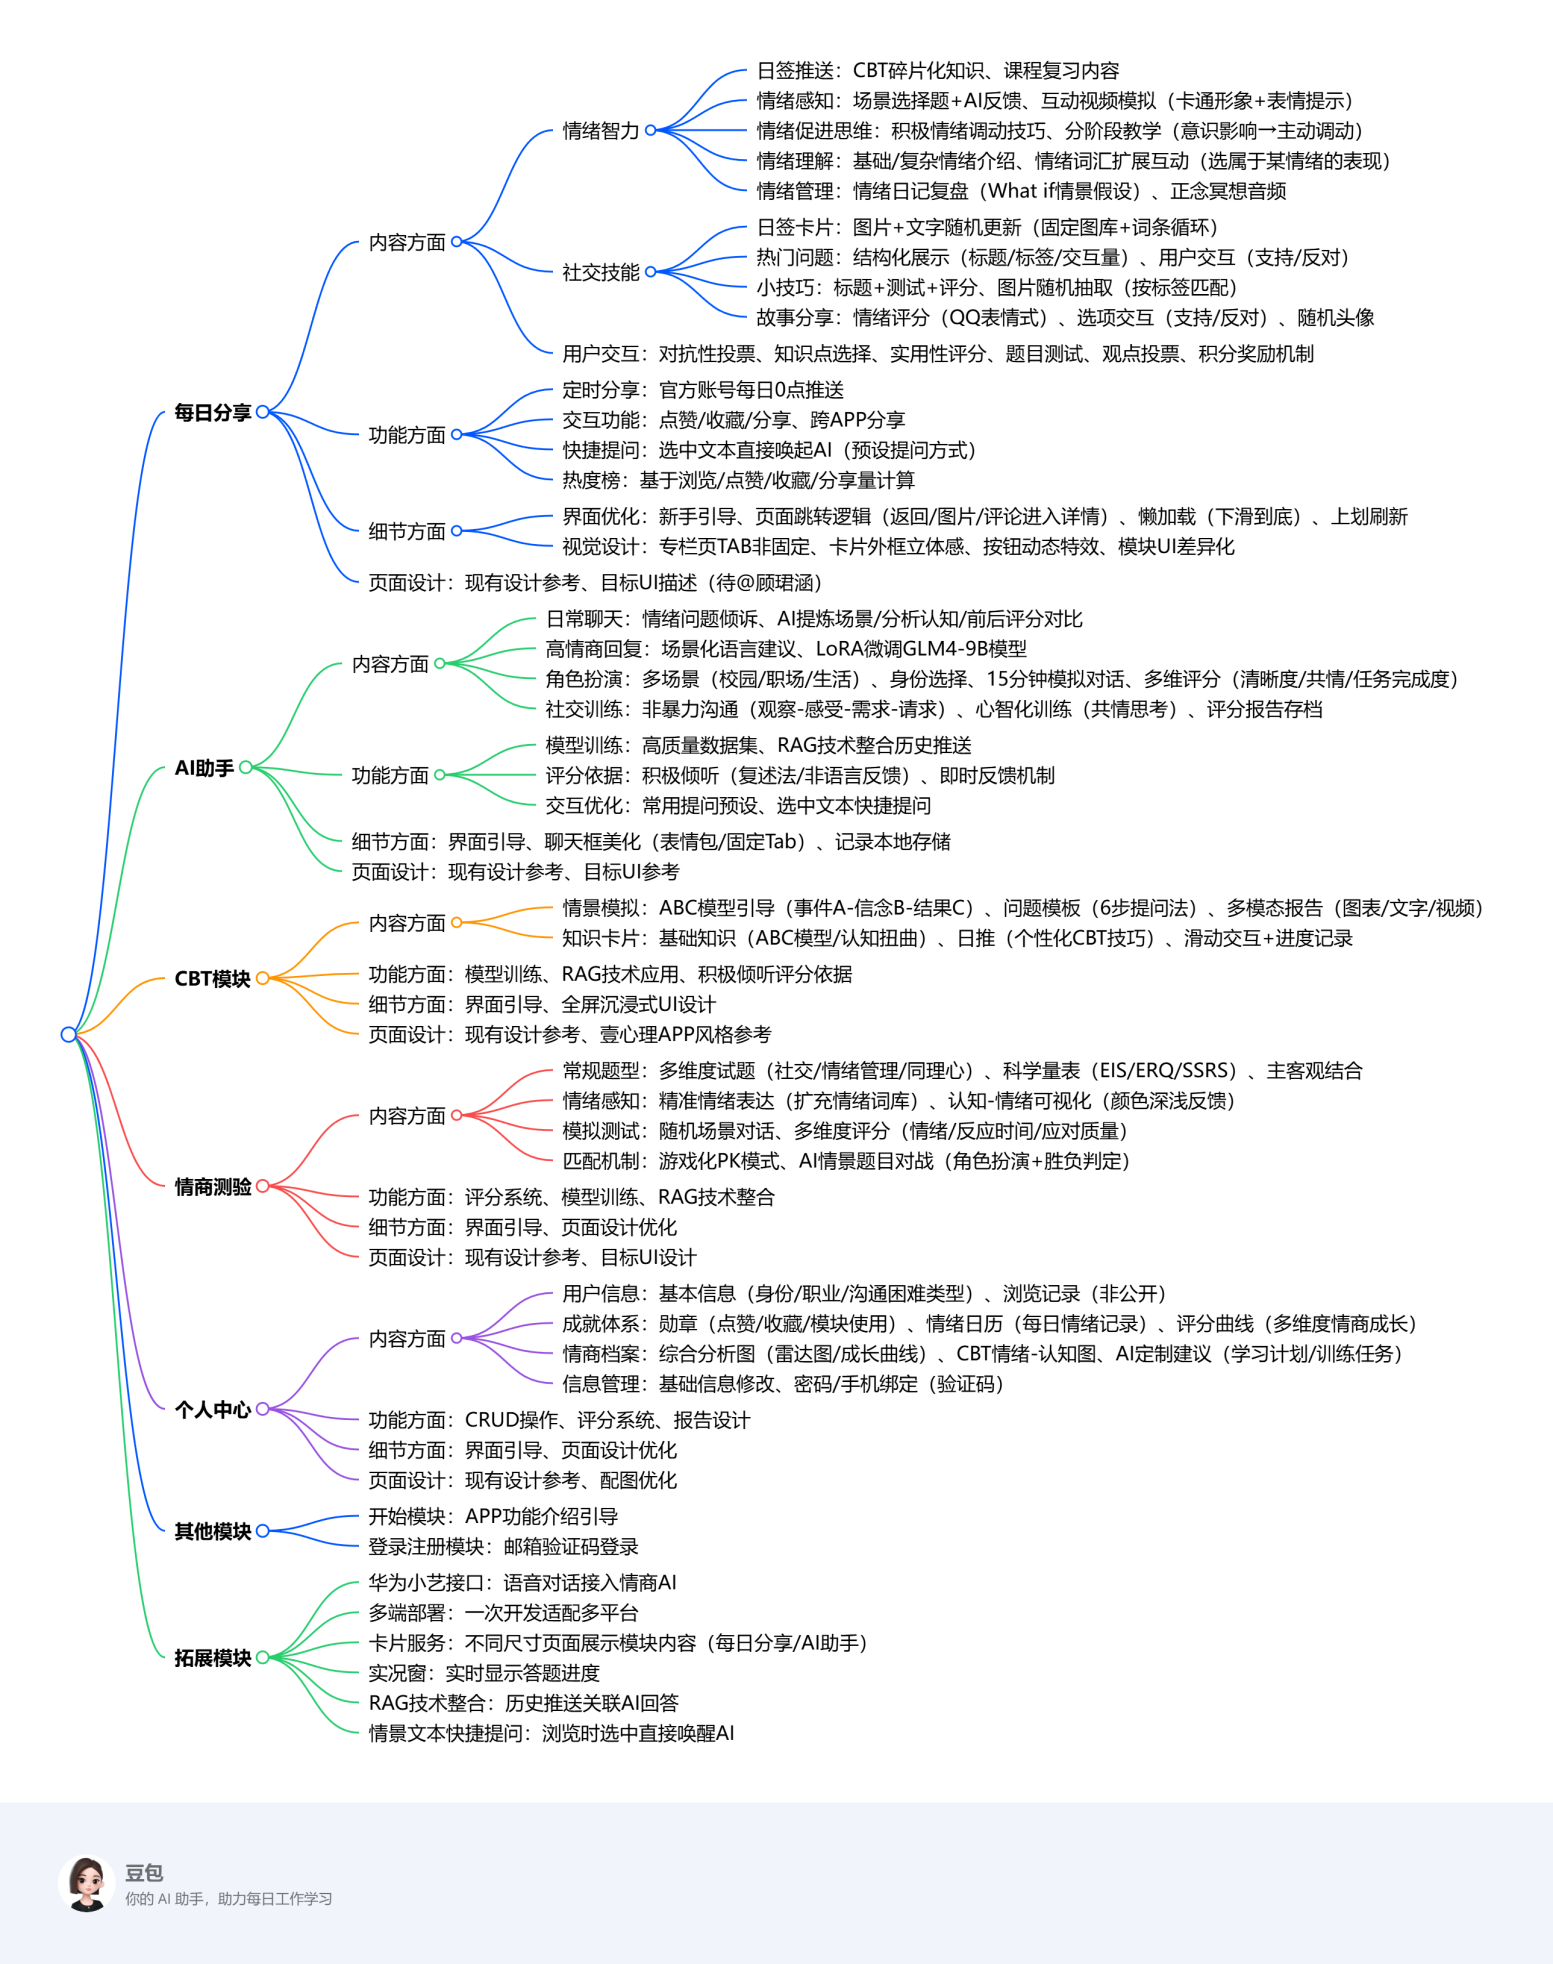 日签推送：CBT碎片化知识、课程复习内容
情绪感知：场景选择题+AI反馈、互动视频模拟（卡通形象+表情提示）
情绪智力
情绪促进思维：积极情绪调动技巧、分阶段教学（意识影响→主动调动）
情绪理解：基础/复杂情绪介绍、情绪词汇扩展互动（选属于某情绪的表现）
情绪管理：情绪日记复盘（What if情景假设）、正念冥想音频
日签卡片：图片+文字随机更新（固定图库+词条循环）
内容方面
热门问题：结构化展示（标题/标签/交互量）、用户交互（支持/反对）
社交技能
小技巧：标题+测试+评分、图片随机抽取（按标签匹配）
故事分享：情绪评分（QQ表情式）、选项交互（支持/反对）、随机头像
用户交互：对抗性投票、知识点选择、实用性评分、题目测试、观点投票、积分奖励机制
定时分享：官方账号每日0点推送
每日分享
交互功能：点赞/收藏/分享、跨APP分享
功能方面
快捷提问：选中文本直接唤起AI（预设提问方式）
热度榜：基于浏览/点赞/收藏/分享量计算
界面优化：新手引导、页面跳转逻辑（返回/图片/评论进入详情）、懒加载（下滑到底）、上划刷新
细节方面
视觉设计：专栏页TAB非固定、卡片外框立体感、按钮动态特效、模块UI差异化
页面设计：现有设计参考、目标UI描述（待@顾珺涵）
日常聊天：情绪问题倾诉、AI提炼场景/分析认知/前后评分对比
高情商回复：场景化语言建议、LoRA微调GLM4-9B模型
内容方面
角色扮演：多场景（校园/职场/生活）、身份选择、15分钟模拟对话、多维评分（清晰度/共情/任务完成度）
社交训练：非暴力沟通（观察-感受-需求-请求）、心智化训练（共情思考）、评分报告存档
模型训练：高质量数据集、RAG技术整合历史推送
AI助手
功能方面
评分依据：积极倾听（复述法/非语言反馈）、即时反馈机制
交互优化：常用提问预设、选中文本快捷提问
细节方面：界面引导、聊天框美化（表情包/固定Tab）、记录本地存储
页面设计：现有设计参考、目标UI参考
情景模拟：ABC模型引导（事件A-信念B-结果C）、问题模板（6步提问法）、多模态报告（图表/文字/视频）
内容方面
知识卡片：基础知识（ABC模型/认知扭曲）、日推（个性化CBT技巧）、滑动交互+进度记录
CBT模块
功能方面：模型训练、RAG技术应用、积极倾听评分依据
细节方面：界面引导、全屏沉浸式UI设计
页面设计：现有设计参考、壹心理APP风格参考
常规题型：多维度试题（社交/情绪管理/同理心）、科学量表（EIS/ERQ/SSRS）、主客观结合
情绪感知：精准情绪表达（扩充情绪词库）、认知-情绪可视化（颜色深浅反馈）
内容方面
模拟测试：随机场景对话、多维度评分（情绪/反应时间/应对质量）
匹配机制：游戏化PK模式、AI情景题目对战（角色扮演+胜负判定）
情商测验
功能方面：评分系统、模型训练、RAG技术整合
细节方面：界面引导、页面设计优化
页面设计：现有设计参考、目标UI设计
用户信息：基本信息（身份/职业/沟通困难类型）、浏览记录（非公开）
成就体系：勋章（点赞/收藏/模块使用）、情绪日历（每日情绪记录）、评分曲线（多维度情商成长）
内容方面
情商档案：综合分析图（雷达图/成长曲线）、CBT情绪-认知图、AI定制建议（学习计划/训练任务）
信息管理：基础信息修改、密码/手机绑定（验证码）
个人中心
功能方面：CRUD操作、评分系统、报告设计
细节方面：界面引导、页面设计优化
页面设计：现有设计参考、配图优化
开始模块：APP功能介绍引导
其他模块
登录注册模块：邮箱验证码登录
华为小艺接口：语音对话接入情商AI
多端部署：一次开发适配多平台
卡片服务：不同尺寸页面展示模块内容（每日分享/AI助手）
拓展模块
实况窗：实时显示答题进度
RAG技术整合：历史推送关联AI回答
情景文本快捷提问：浏览时选中直接唤醒AI
豆包
你的 AI 助手，助力每日工作学习